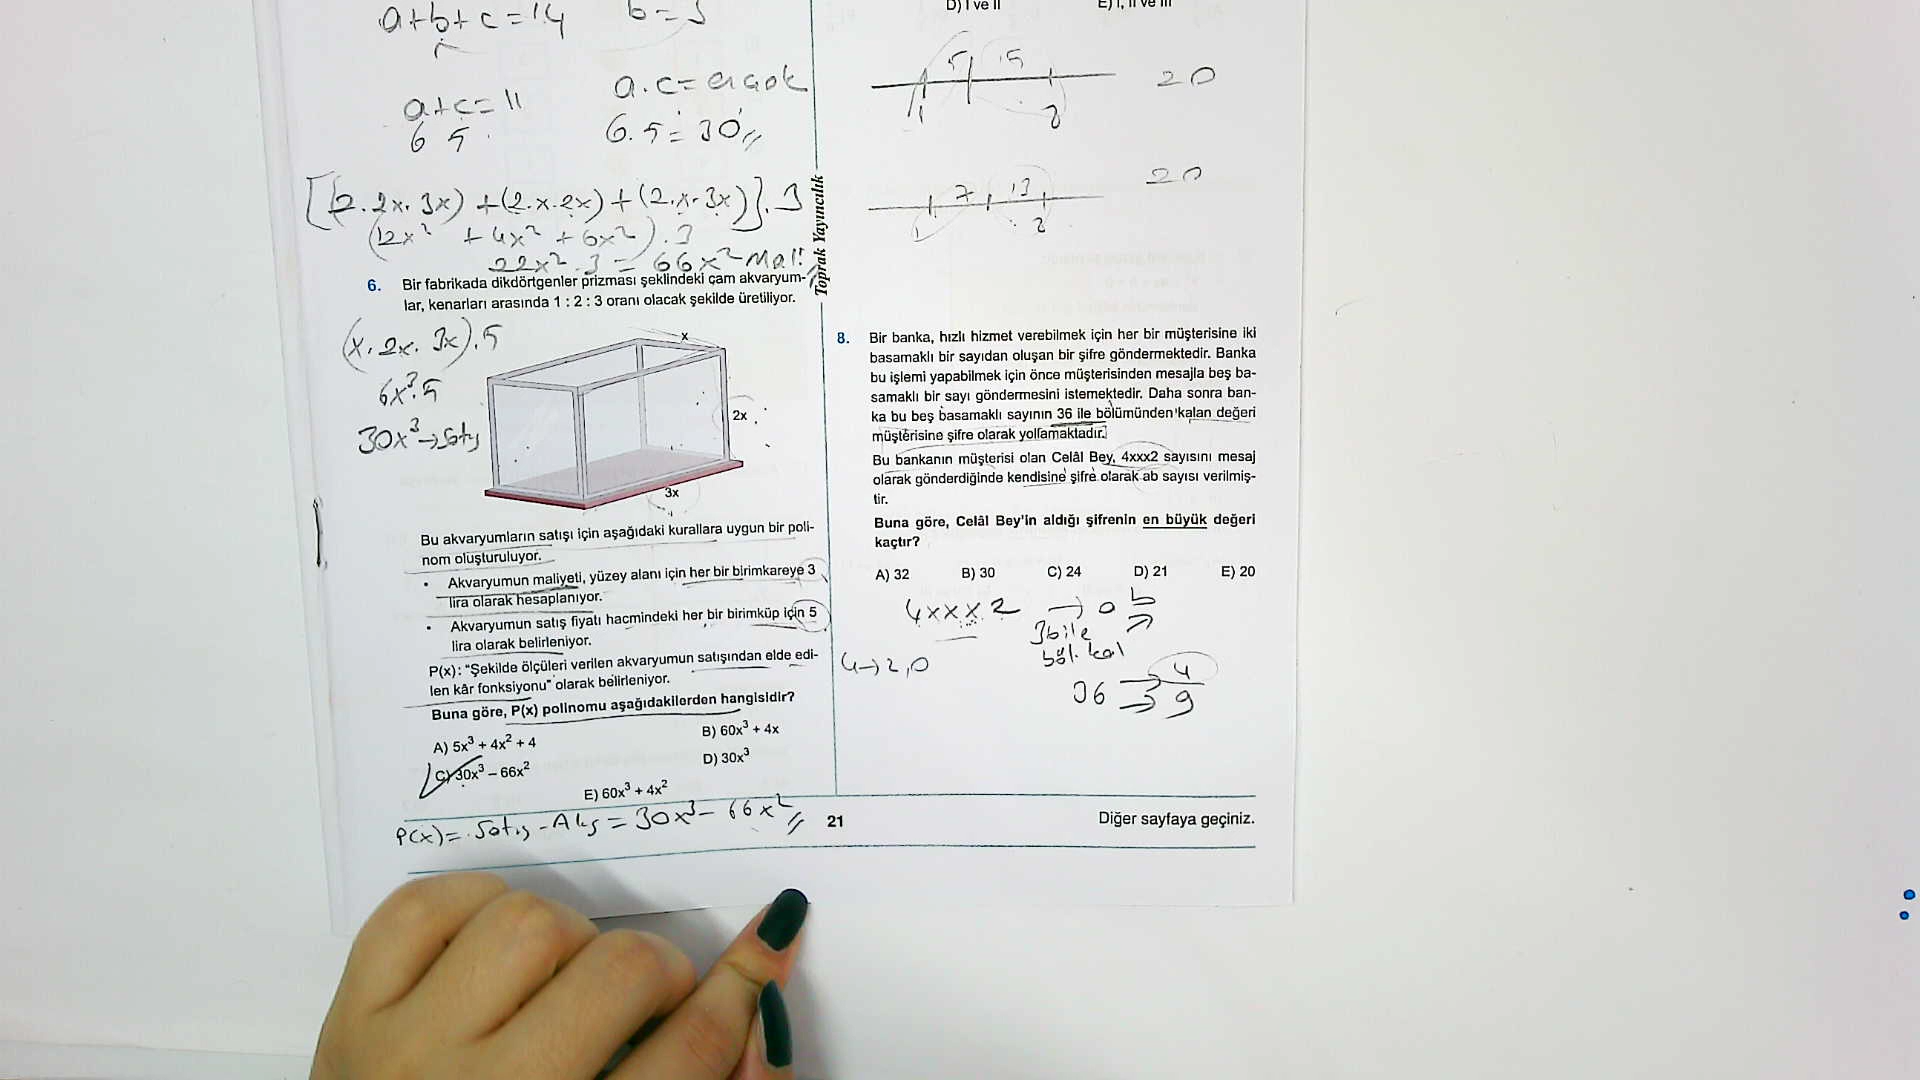 a+b+c=14
b=3
a+c=11
6 5
a.c=
6.5=30
[(2.2x.3x)+(2.x.2x)+(2.x.3x)].3
(12x² + 4x² + 6x²).3
22x².3 = 66x² Mal!
6. Bir fabrikada dikdörtgenler prizması şeklindeki cam akvaryum-
lar, kenarları arasında 1 : 2 : 3 oranı olacak şekilde üretiliyor.
(x.2x.3x).5
6x³.5
30x³→Satış
x
2x
3x
Bu akvaryumların satışı için aşağıdaki kurallara uygun bir poli-
nom oluşturuluyor.
• Akvaryumun maliyeti, yüzey alanı için her bir birimkareye 3
lira olarak hesaplanıyor.
• Akvaryumun satış fiyatı hacmindeki her bir birimküp için 5
lira olarak belirleniyor.
P(x): "Şekilde ölçüleri verilen akvaryumun satışından elde edi-
len kâr fonksiyonu" olarak belirleniyor.
Buna göre, P(x) polinomu aşağıdakilerden hangisidir?
A) 5x³ + 4x² + 4
B) 60x³ + 4x
C) 30x³ – 66x²
D) 30x³
E) 60x³ + 4x²
P(x)= Satış - Alış = 30x³ - 66x²
21
Toprak Yayıncılık
D) I ve II
E) I, II ve III
5 15
20
1 2
7 13
20
2
8. Bir banka, hızlı hizmet verebilmek için her bir müşterisine iki
basamaklı bir sayıdan oluşan bir şifre göndermektedir. Banka
bu işlemi yapabilmek için önce müşterisinden mesajla beş ba-
samaklı bir sayı göndermesini istemektedir. Daha sonra ban-
ka bu beş basamaklı sayının 36 ile bölümünden kalan değeri
müşterisine şifre olarak yollamaktadır.
Bu bankanın müşterisi olan Celâl Bey, 4xxx2 sayısını mesaj
olarak gönderdiğinde kendisine şifre olarak ab sayısı verilmiş-
tir.
Buna göre, Celâl Bey'in aldığı şifrenin en büyük değeri
kaçtır?
A) 32
B) 30
C) 24
D) 21
E) 20
4xxx2 → a b
36 ile
böl. kal
4→2,0
36 → 4
→ 9
Diğer sayfaya geçiniz.